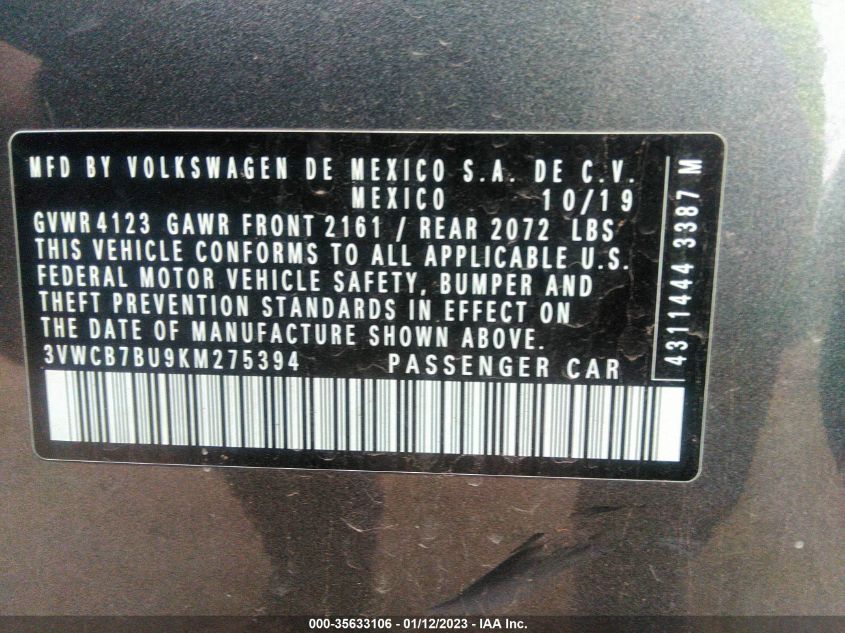 MFD BY VOLKSWAGEN DE MEXICO S.A. DE C.V.
MEXICO 10/19
GVWR 4123 GAWR FRONT 2161 / REAR 2072 LBS
THIS VEHICLE CONFORMS TO ALL APPLICABLE U.S.
FEDERAL MOTOR VEHICLE SAFETY, BUMPER AND
THEFT PREVENTION STANDARDS IN EFFECT ON
THE DATE OF MANUFACTURE SHOWN ABOVE.
3VWCB7BU9KM275394 PASSENGER CAR
4311444 3387 M
000-35633106 - 01/12/2023 - IAA Inc.